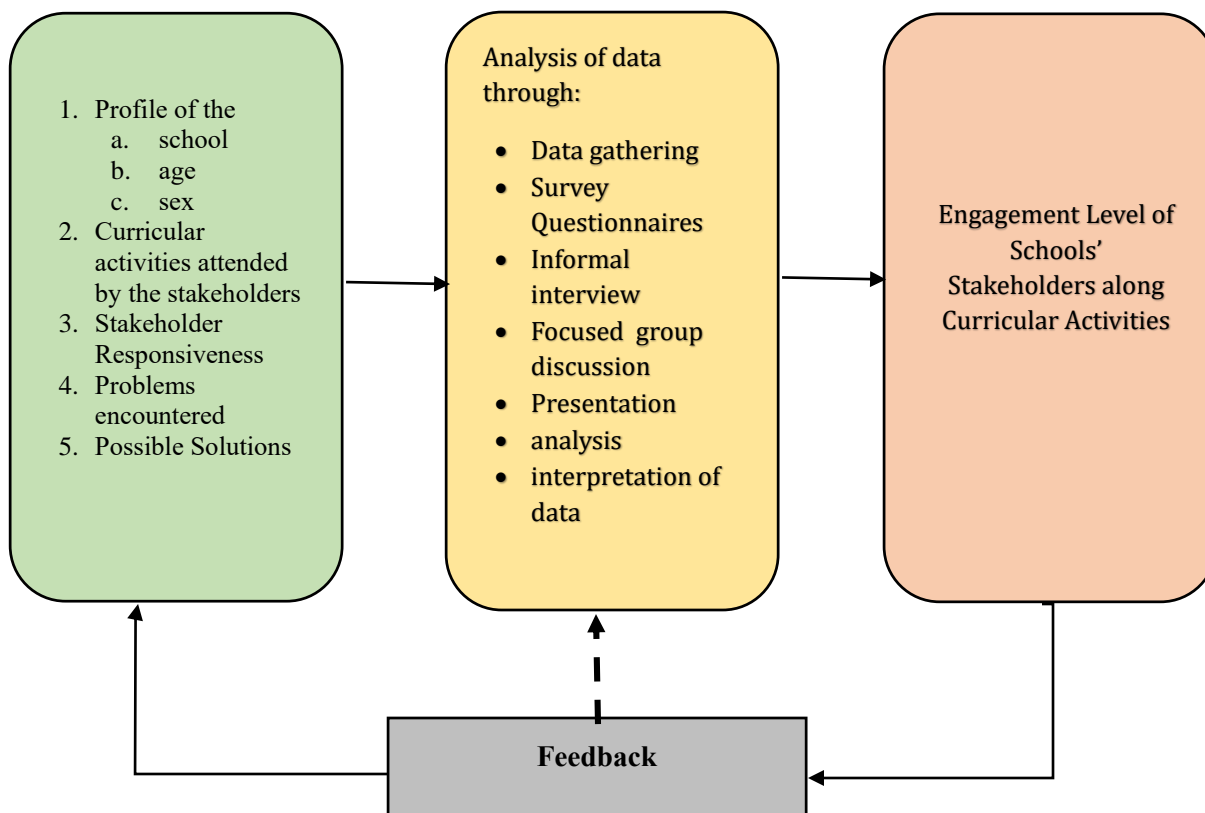 1. Profile of the
a. school
b. age
c. sex
2. Curricular
activities attended
by the stakeholders
3. Stakeholder
Responsiveness
4. Problems
encountered
5. Possible Solutions
Analysis of data
through:
• Data gathering
• Survey
Questionnaires
• Informal
interview
• Focused group
discussion
• Presentation
• analysis
• interpretation of
data
Engagement Level of
Schools’
Stakeholders along
Curricular Activities
Feedback